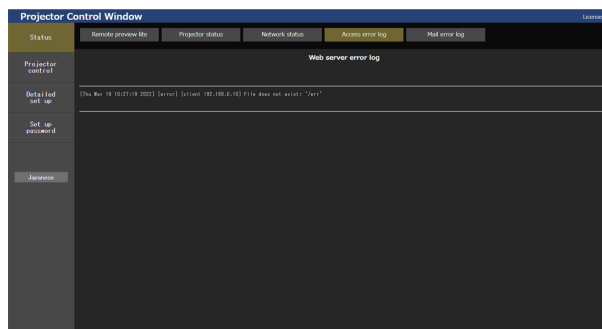 Projector Control Window
License
Status
Remote preview lite
Projector status
Network status
Access error log
Mail error log
Web server error log
Projector
control
Detailed
set up
[Thu Mar 10 10:27:19 2022] [error] [client 192.168.0.10] File does not exist: '/err'
Set up
password
Japanese